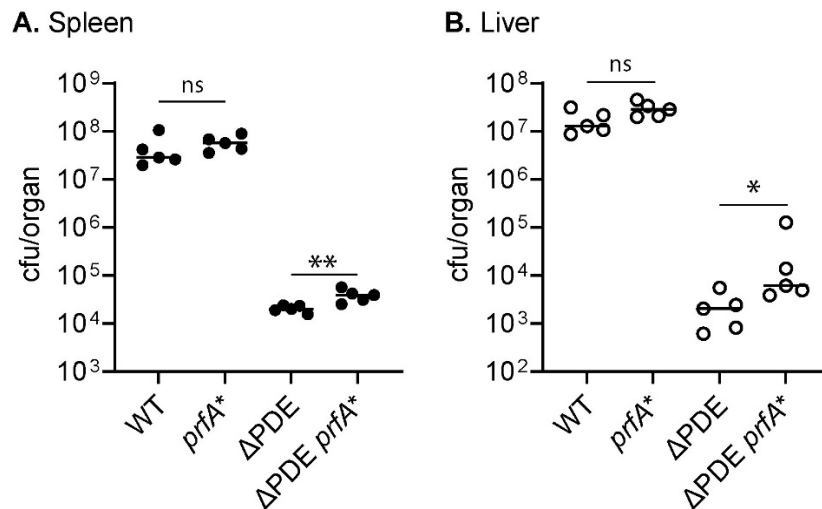 A. Spleen
cfu/organ
10⁹
10⁸
10⁷
10⁶
10⁵
10⁴
10³
ns
**
WT
prfA*
ΔPDE
ΔPDE prfA*
B. Liver
cfu/organ
10⁸
10⁷
10⁶
10⁵
10⁴
10³
10²
ns
*
WT
prfA*
ΔPDE
ΔPDE prfA*